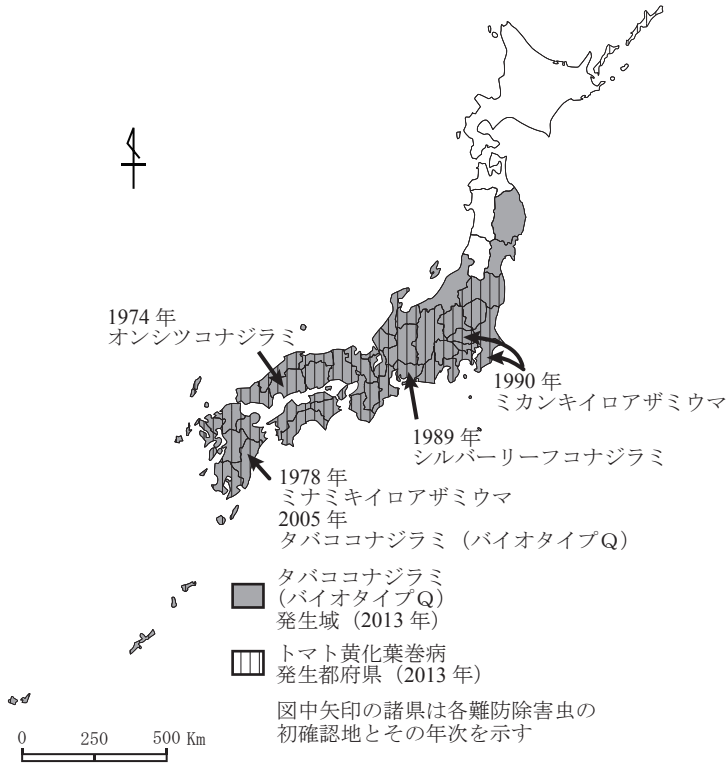 1974 年
オンシツコナジラミ
1990 年
ミカンキイロアザミウマ
1989 年
シルバーリーフコナジラミ
1978 年
ミナミキイロアザミウマ
2005 年
タバココナジラミ（バイオタイプＱ）
タバココナジラミ
（バイオタイプＱ）
発生域（2013 年）
トマト黄化葉巻病
発生都府県（2013 年）
図中矢印の諸県は各難防除害虫の
初確認地とその年次を示す
0 250 500 Km